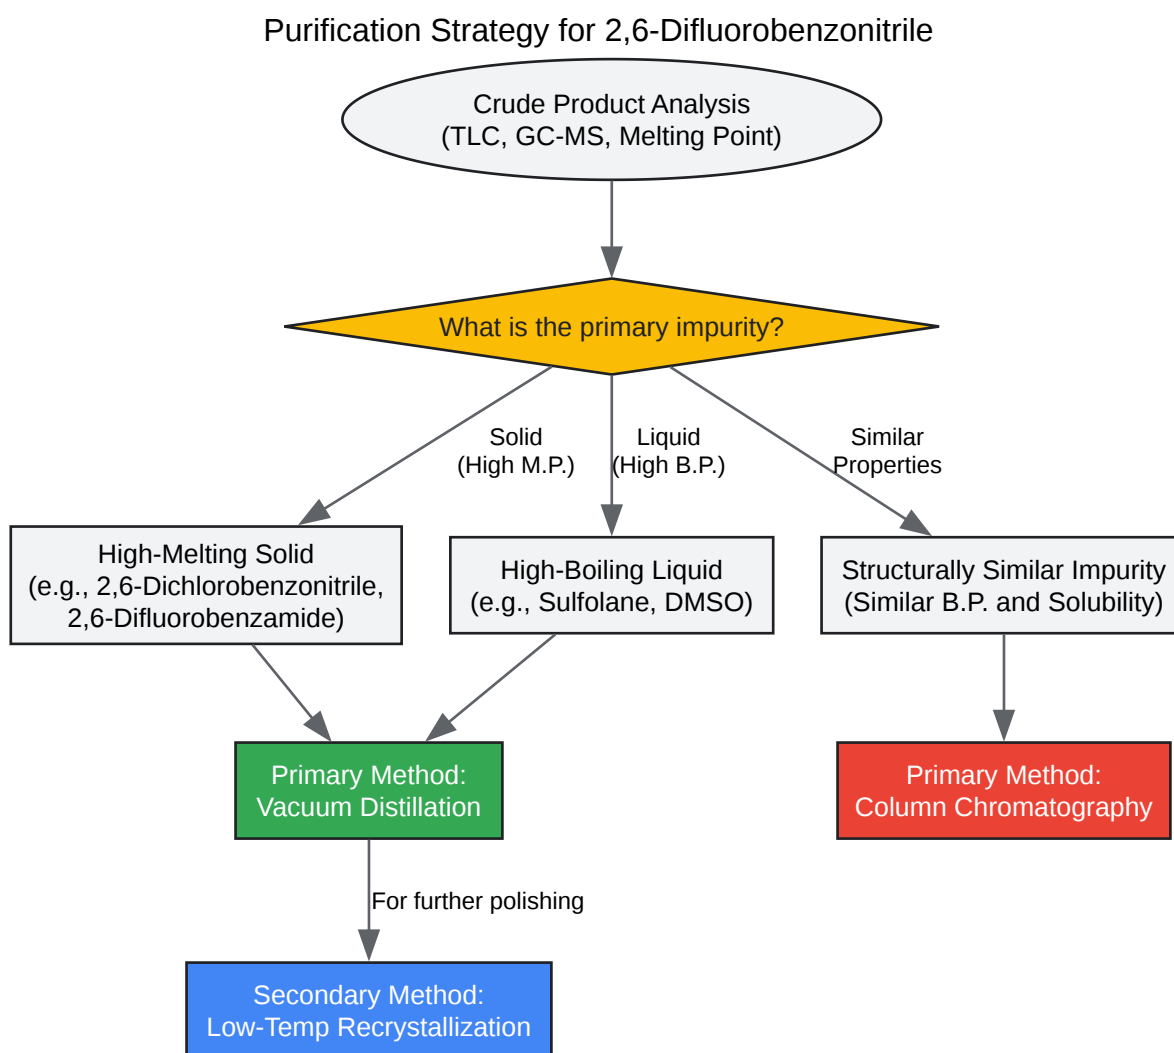 Purification Strategy for 2,6-Difluorobenzonitrile
Crude Product Analysis
(TLC, GC-MS, Melting Point)
What is the primary impurity?
Solid
(High M.P.)
Liquid
(High B.P.)
Similar
Properties
High-Melting Solid
(e.g., 2,6-Dichlorobenzonitrile,
2,6-Difluorobenzamide)
High-Boiling Liquid
(e.g., Sulfolane, DMSO)
Structurally Similar Impurity
(Similar B.P. and Solubility)
Primary Method:
Vacuum Distillation
Primary Method:
Column Chromatography
For further polishing
Secondary Method:
Low-Temp Recrystallization